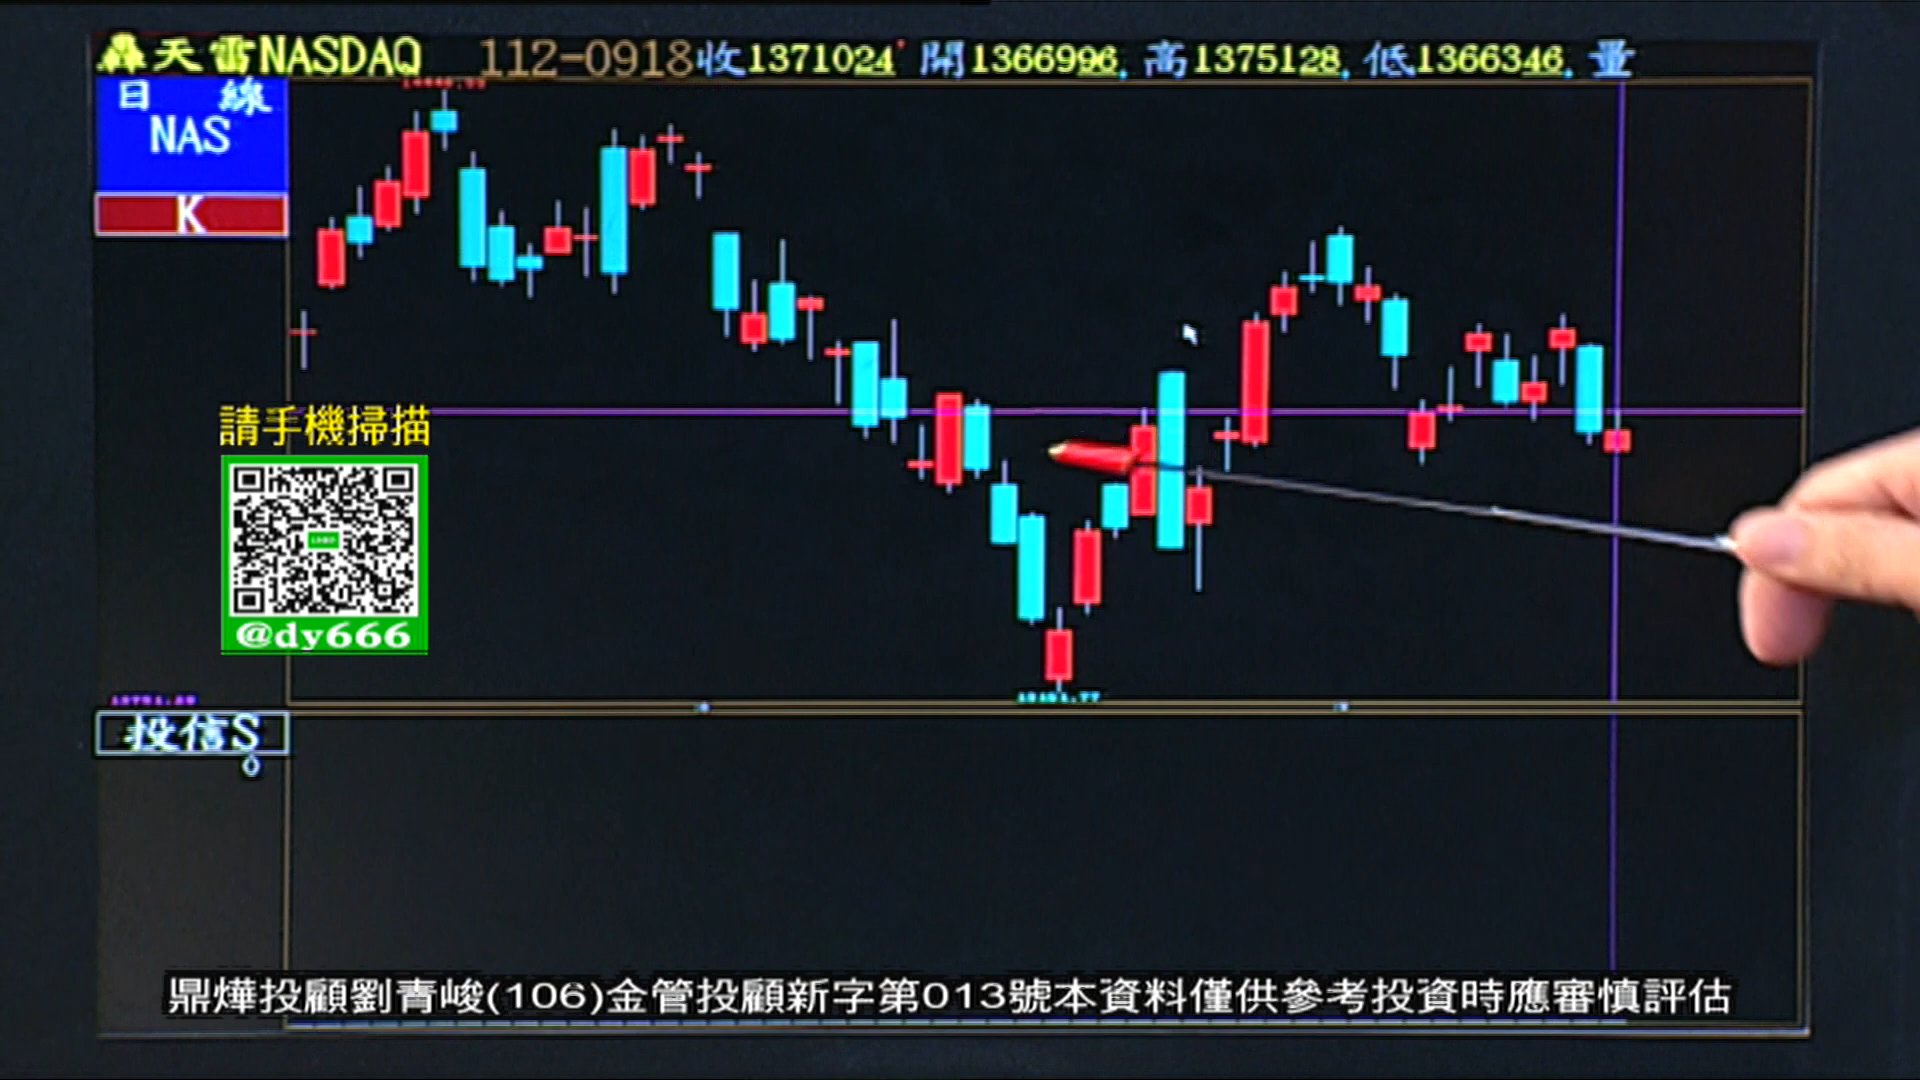 天雷NASDAQ 112-0918收1371024 開1366996 高1375128 低1366346 量
日線
NAS
K
請手機掃描
@dy666
投信S
0
鼎燁投顧劉青峻(106)金管投顧新字第013號本資料僅供參考投資時應審慎評估